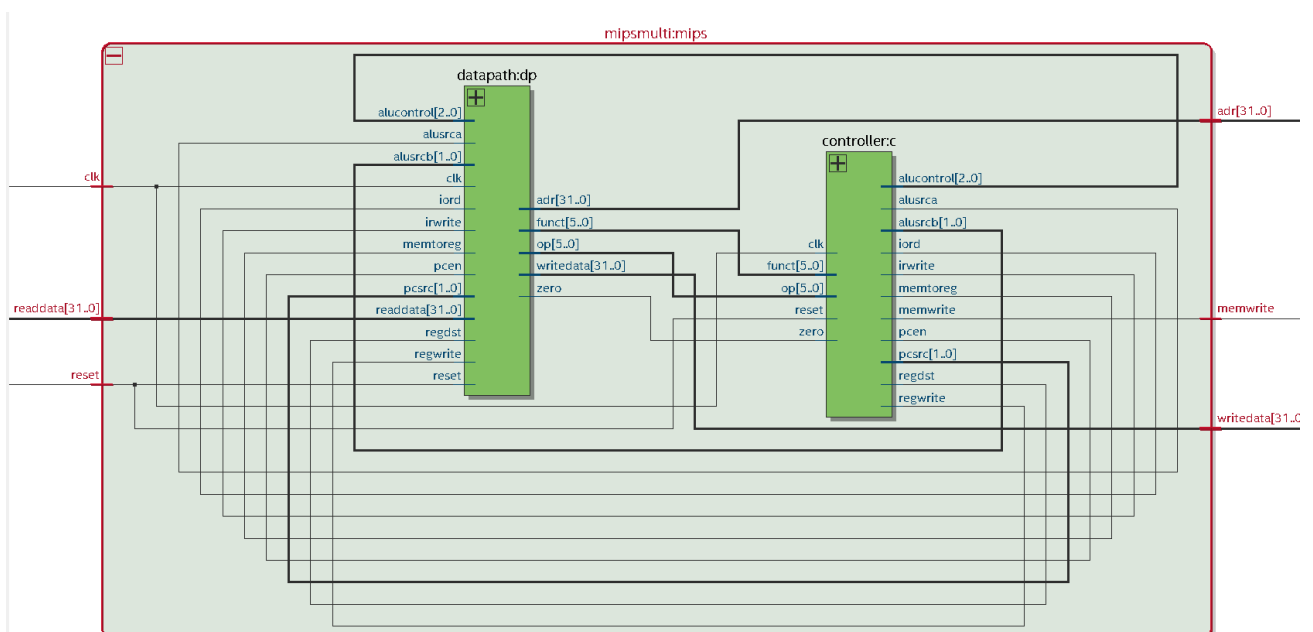 mipsmulti:mips
datapath:dp
alucontrol[2..0]
alusrca
alusrcb[1..0]
clk
iord
irwrite
memtoreg
pcen
pcsrc[1..0]
readdata[31..0]
regdst
regwrite
reset
adr[31..0]
funct[5..0]
op[5..0]
writedata[31..0]
zero
controller:c
clk
funct[5..0]
op[5..0]
reset
zero
alucontrol[2..0]
alusrca
alusrcb[1..0]
iord
irwrite
memtoreg
memwrite
pcen
pcsrc[1..0]
regdst
regwrite
clk
readdata[31..0]
reset
adr[31..0]
memwrite
writedata[31..0